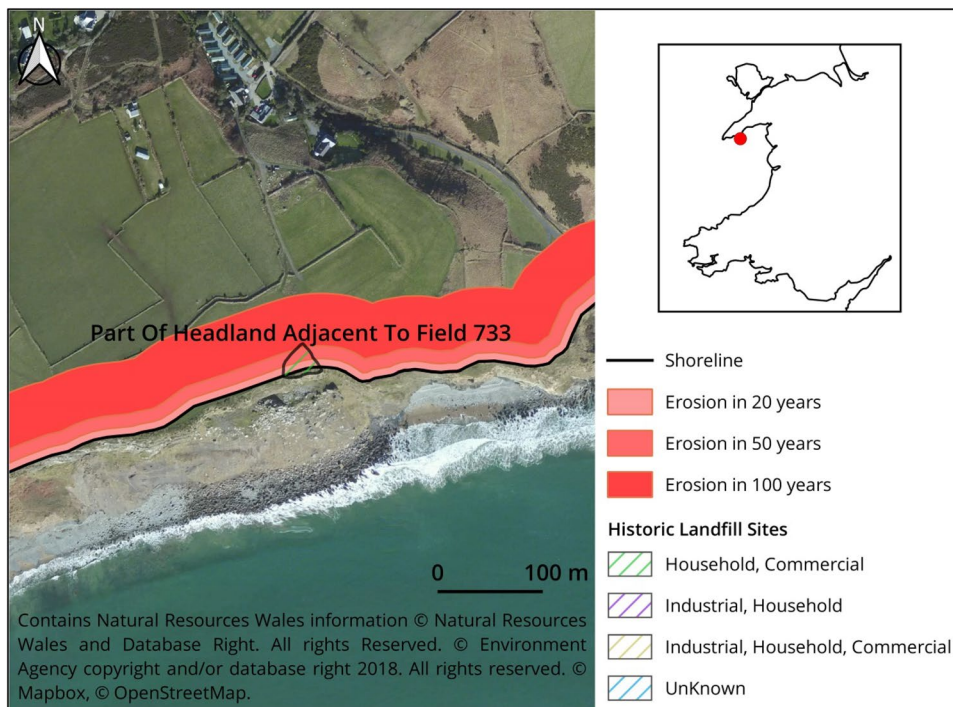 N
Part Of Headland Adjacent To Field 733
0 100 m
Contains Natural Resources Wales information © Natural Resources
Wales and Database Right. All rights Reserved. © Environment
Agency copyright and/or database right 2018. All rights reserved. ©
Mapbox, © OpenStreetMap.
Shoreline
Erosion in 20 years
Erosion in 50 years
Erosion in 100 years
Historic Landfill Sites
Household, Commercial
Industrial, Household
Industrial, Household, Commercial
UnKnown